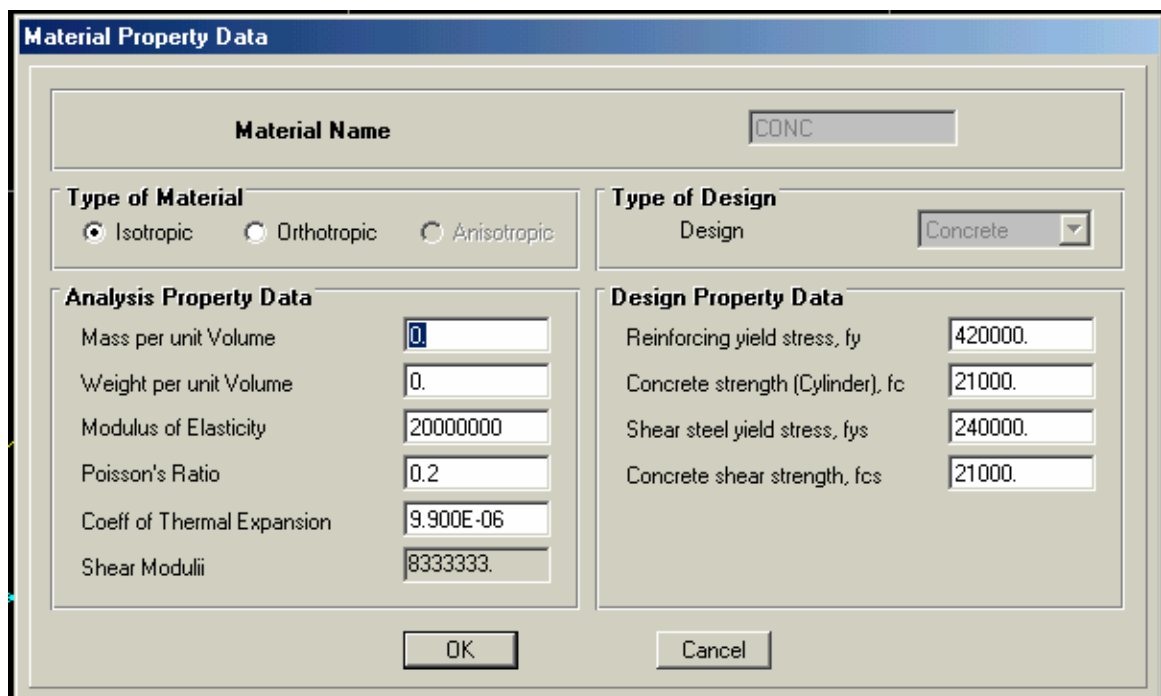 Material Property Data
Material Name CONC
Type of Material
Isotropic Orthotropic Anisotropic
Type of Design
Design Concrete
Analysis Property Data
Mass per unit Volume 0.
Weight per unit Volume 0.
Modulus of Elasticity 20000000
Poisson's Ratio 0.2
Coeff of Thermal Expansion 9.900E-06
Shear Modulii 8333333.
Design Property Data
Reinforcing yield stress, fy 420000.
Concrete strength (Cylinder), fc 21000.
Shear steel yield stress, fys 240000.
Concrete shear strength, fcs 21000.
OK Cancel